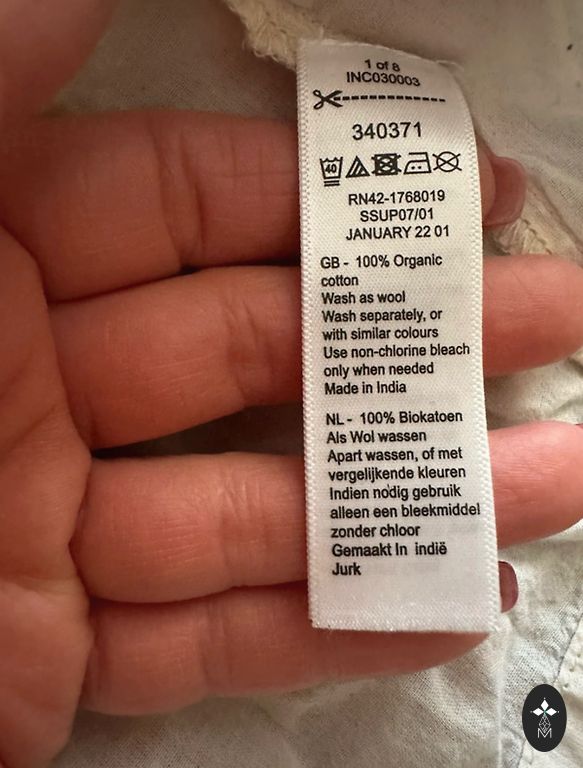 1 of 8
INC030003
340371
40
RN42-1768019
SSUP07/01
JANUARY 22 01
GB - 100% Organic
cotton
Wash as wool
Wash separately, or
with similar colours
Use non-chlorine bleach
only when needed
Made in India
NL - 100% Biokatoen
Als Wol wassen
Apart wassen, of met
vergelijkende kleuren
Indien nodig gebruik
alleen een bleekmiddel
zonder chloor
Gemaakt In indië
Jurk
M